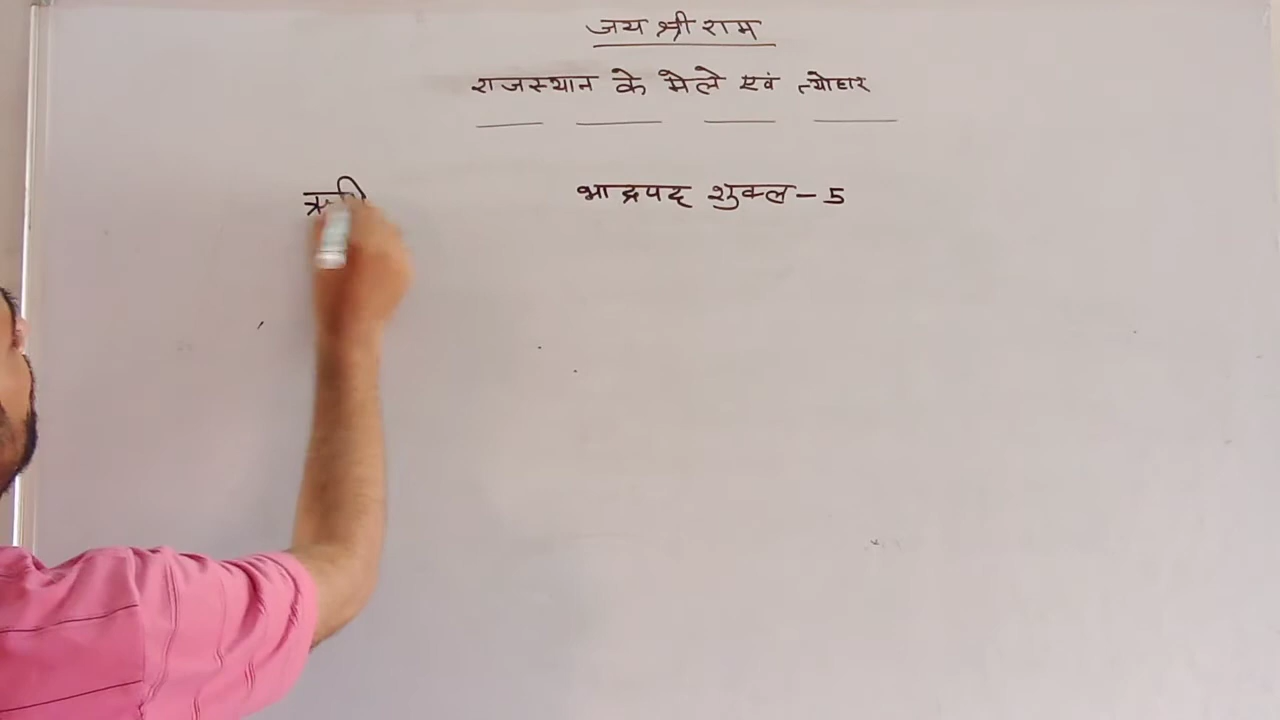 जय श्री राम
राजस्थान के मेले एवं त्योहार
भाद्रपद शुक्ल - 5